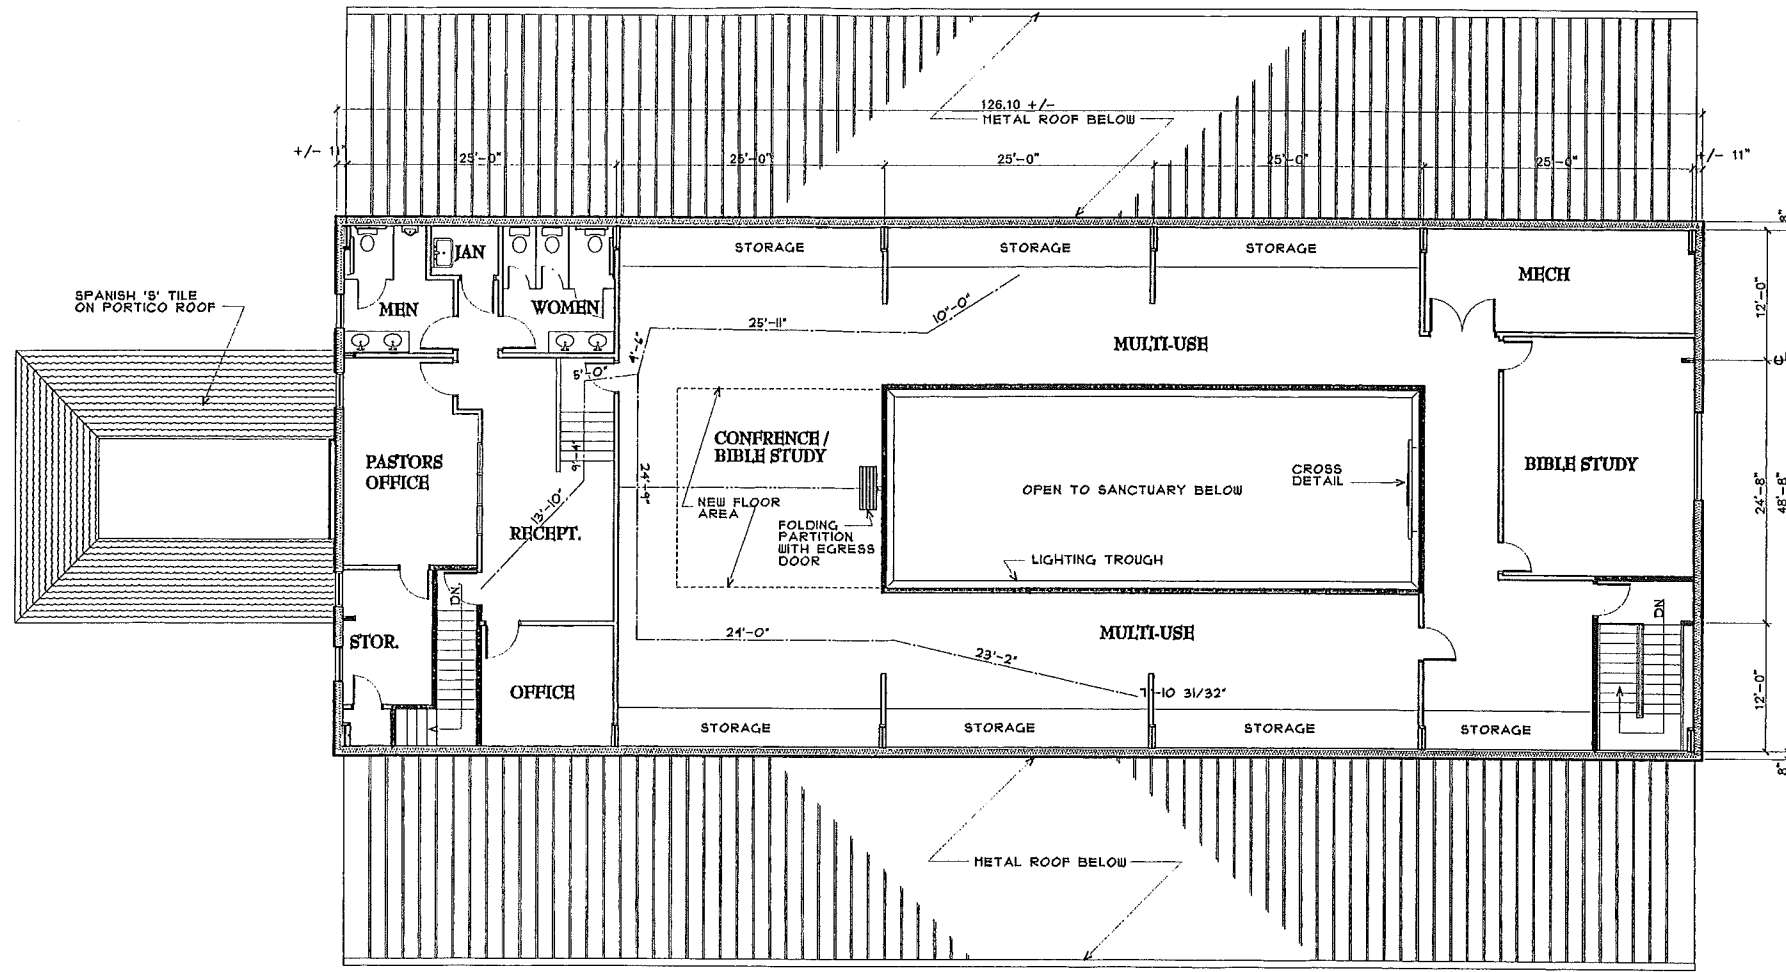 126.10 +/-
METAL ROOF BELOW
+/- 11"
25'-0"
25'-0"
25'-0"
25'-0"
25'-0"
+/- 11"
8"
STORAGE
STORAGE
STORAGE
JAN
MECH
SPANISH 'S' TILE
ON PORTICO ROOF
MEN
WOMEN
12'-0"
25'-11"
10'-0"
MULTI-USE
4'-6"
5'-0"
CONFRENCE /
BIBLE STUDY
PASTORS
OFFICE
9'-4"
24'-9"
CROSS
DETAIL
BIBLE STUDY
OPEN TO SANCTUARY BELOW
24'-8"
48'-8"
NEW FLOOR
AREA
13'-10"
RECEPT.
FOLDING
PARTITION
WITH EGRESS
DOOR
LIGHTING TROUGH
DN
DN
STOR.
24'-0"
MULTI-USE
23'-2"
OFFICE
7'-10 31/32"
12'-0"
STORAGE
STORAGE
STORAGE
STORAGE
8"
METAL ROOF BELOW